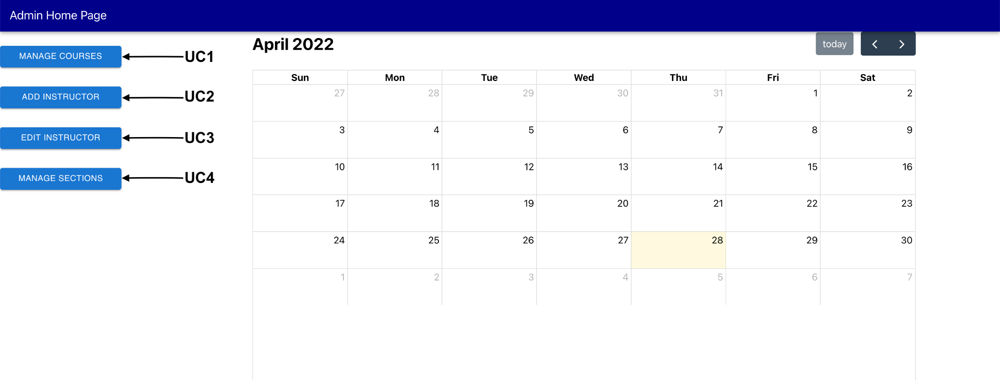 Admin Home Page
MANAGE COURSES
UC1
ADD INSTRUCTOR
UC2
EDIT INSTRUCTOR
UC3
MANAGE SECTIONS
UC4
April 2022
today
Sun Mon Tue Wed Thu Fri Sat
27 28 29 30 31 1 2
3 4 5 6 7 8 9
10 11 12 13 14 15 16
17 18 19 20 21 22 23
24 25 26 27 28 29 30
1 2 3 4 5 6 7